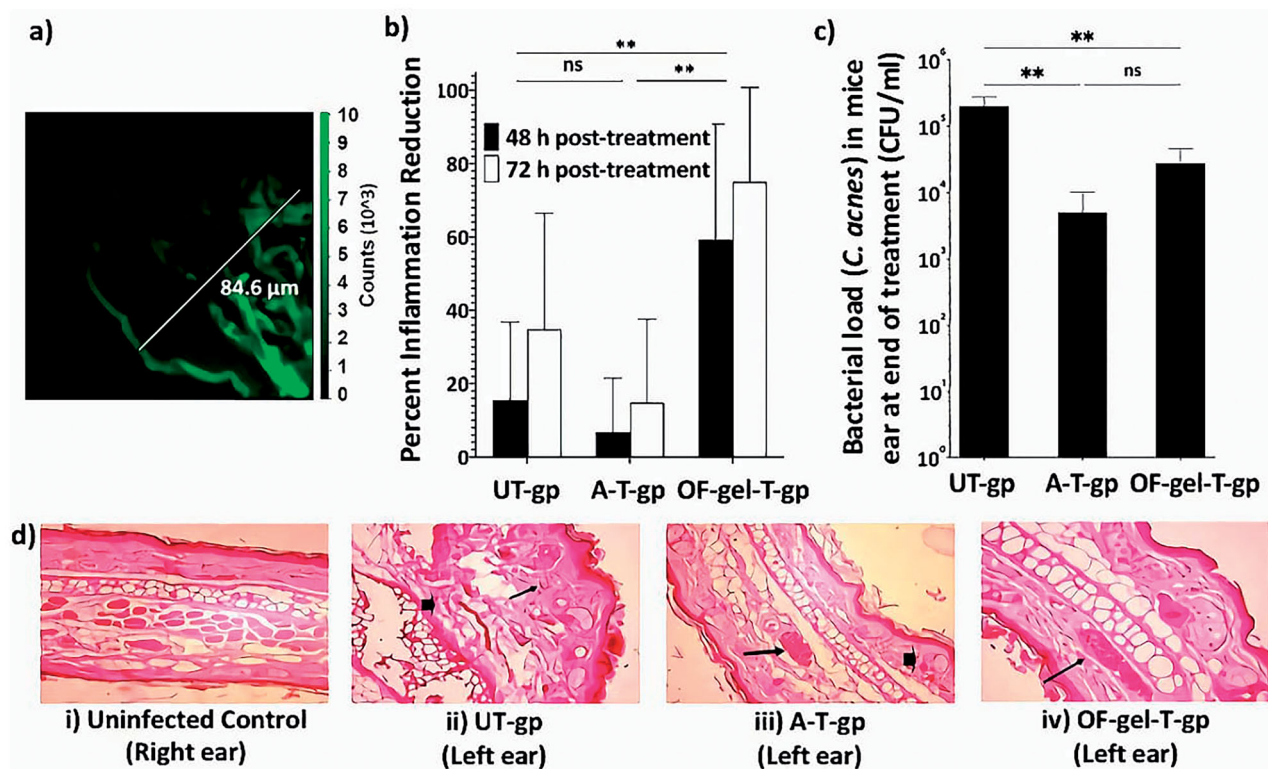 a)
10
9
8
7
6
5
4
3
2
1
0
Counts (10^3)
84.6 µm
b)
**
ns
**
100
80
60
40
20
0
Percent Inflammation Reduction
48 h post-treatment
72 h post-treatment
UT-gp
A-T-gp
OF-gel-T-gp
c)
**
**
ns
10⁶
10⁵
10⁴
10³
10²
10¹
10⁰
Bacterial load (C. acnes) in mice
ear at end of treatment (CFU/ml)
UT-gp
A-T-gp
OF-gel-T-gp
d)
i) Uninfected Control
(Right ear)
ii) UT-gp
(Left ear)
iii) A-T-gp
(Left ear)
iv) OF-gel-T-gp
(Left ear)